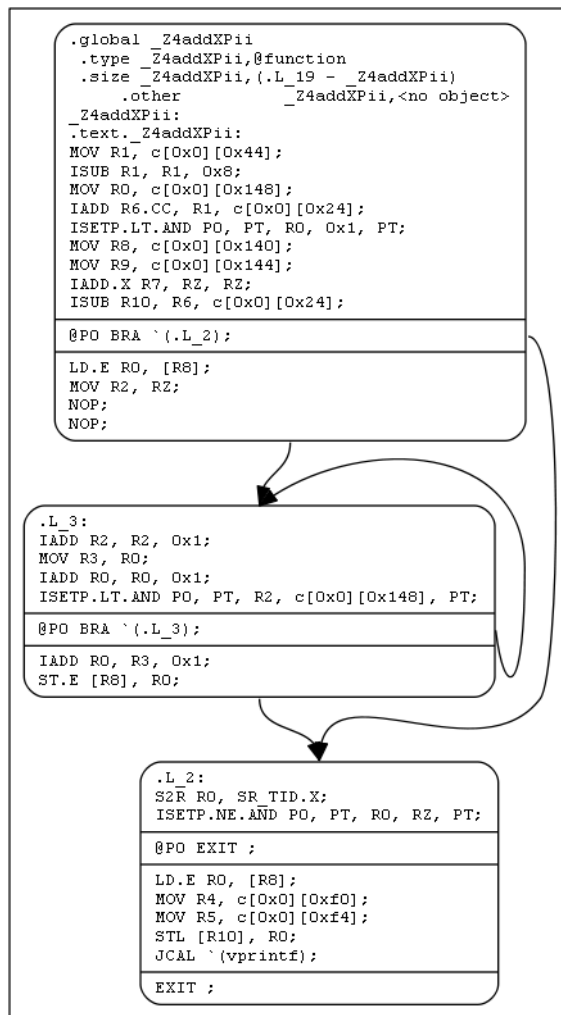 .global _Z4addXPii
.type _Z4addXPii,@function
.size _Z4addXPii,(.L_19 - _Z4addXPii)
.other _Z4addXPii,<no object>
_Z4addXPii:
.text._Z4addXPii:
MOV R1, c[0x0][0x44];
ISUB R1, R1, 0x8;
MOV R0, c[0x0][0x148];
IADD R6.CC, R1, c[0x0][0x24];
ISETP.LT.AND P0, PT, R0, 0x1, PT;
MOV R8, c[0x0][0x140];
MOV R9, c[0x0][0x144];
IADD.X R7, RZ, RZ;
ISUB R10, R6, c[0x0][0x24];
@P0 BRA `(.L_2);
LD.E R0, [R8];
MOV R2, RZ;
NOP;
NOP;
.L_3:
IADD R2, R2, 0x1;
MOV R3, R0;
IADD R0, R0, 0x1;
ISETP.LT.AND P0, PT, R2, c[0x0][0x148], PT;
@P0 BRA `(.L_3);
IADD R0, R3, 0x1;
ST.E [R8], R0;
.L_2:
S2R R0, SR_TID.X;
ISETP.NE.AND P0, PT, R0, RZ, PT;
@P0 EXIT ;
LD.E R0, [R8];
MOV R4, c[0x0][0xf0];
MOV R5, c[0x0][0xf4];
STL [R10], R0;
JCAL `(vprintf);
EXIT ;